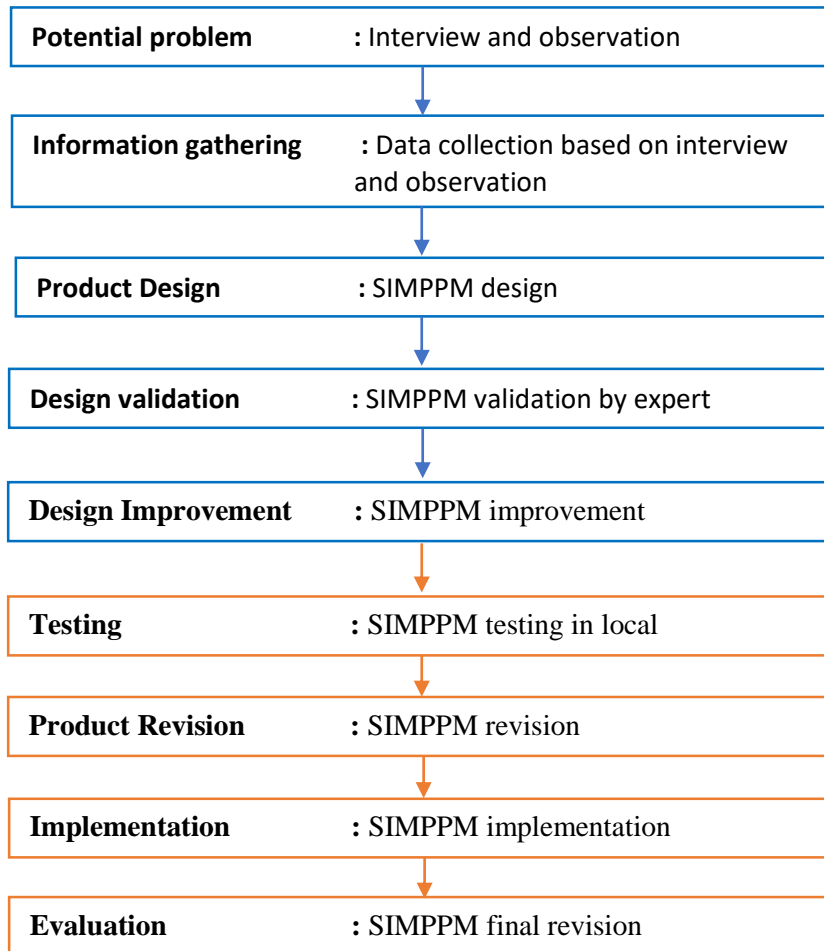 Potential problem : Interview and observation
Information gathering : Data collection based on interview
and observation
Product Design : SIMPPM design
Design validation : SIMPPM validation by expert
Design Improvement : SIMPPM improvement
Testing : SIMPPM testing in local
Product Revision : SIMPPM revision
Implementation : SIMPPM implementation
Evaluation : SIMPPM final revision